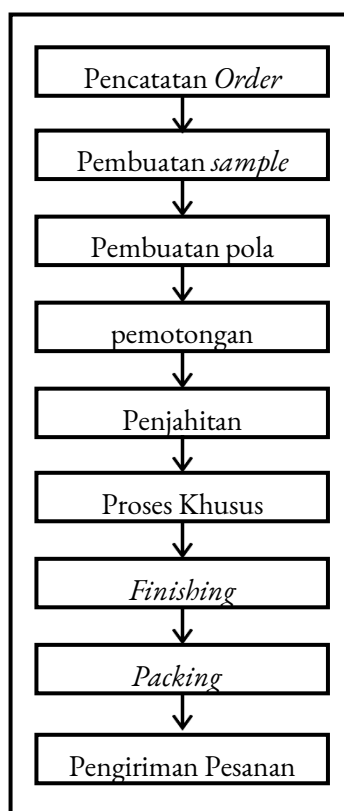 Pencatatan Order
Pembuatan sample
Pembuatan pola
pemotongan
Penjahitan
Proses Khusus
Finishing
Packing
Pengiriman Pesanan